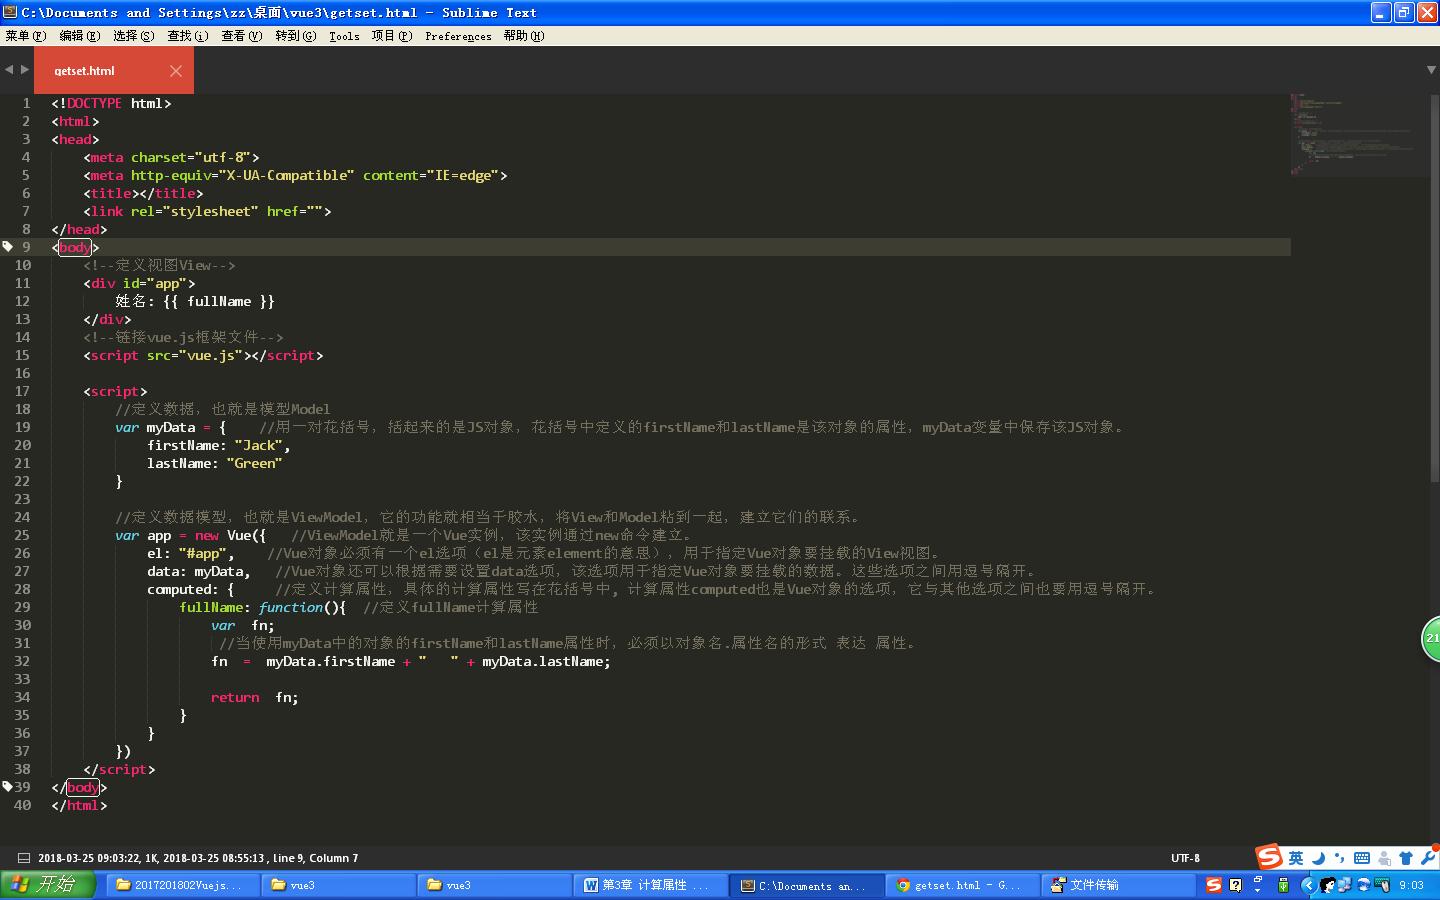 C:\Documents and Settings\zz\桌面\vue3\getset.html - Sublime Text
菜单(F) 编辑(E) 选择(S) 查找(i) 查看(V) 转到(G) Tools 项目(P) Preferences 帮助(H)
getset.html
1 <!DOCTYPE html>
2 <html>
3 <head>
4 <meta charset="utf-8">
5 <meta http-equiv="X-UA-Compatible" content="IE=edge">
6 <title></title>
7 <link rel="stylesheet" href="">
8 </head>
9 <body>
10 <!--定义视图View-->
11 <div id="app">
12 姓名: {{ fullName }}
13 </div>
14 <!--链接vue.js框架文件-->
15 <script src="vue.js"></script>
16
17 <script>
18 //定义数据，也就是模型Model
19 var myData = { //用一对花括号，括起来的是JS对象，花括号中定义的firstName和lastName是该对象的属性，myData变量中保存该JS对象。
20 firstName: "Jack",
21 lastName: "Green"
22 }
23
24 //定义数据模型，也就是ViewModel，它的功能就相当于胶水，将View和Model粘到一起，建立它们的联系。
25 var app = new Vue({ //ViewModel就是一个Vue实例，该实例通过new命令建立。
26 el: "#app", //Vue对象必须有一个el选项（el是元素element的意思），用于指定Vue对象要挂载的View视图。
27 data: myData, //Vue对象还可以根据需要设置data选项，该选项用于指定Vue对象要挂载的数据。这些选项之间用逗号隔开。
28 computed: { //定义计算属性，具体的计算属性写在花括号中，计算属性computed也是Vue对象的选项，它与其他选项之间也要用逗号隔开。
29 fullName: function(){ //定义fullName计算属性
30 var fn;
31 //当使用myData中的对象的firstName和lastName属性时，必须以对象名.属性名的形式 表达 属性。
32 fn = myData.firstName + " " + myData.lastName;
33
34 return fn;
35 }
36 }
37 })
38 </script>
39 </body>
40 </html>
21
2018-03-25 09:03:22, 1K, 2018-03-25 08:55:13 , Line 9, Column 7 UTF-8
英
开始 2017201802Vuejs... vue3 vue3 第3章 计算属性 ... C:\Documents an... getset.html - G... 文件传输 9:03